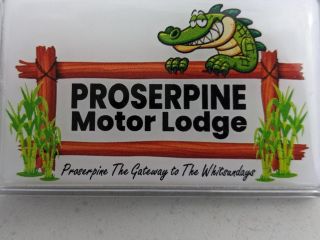 PROSERPINE
Motor Lodge
Proserpine The Gateway to The Whitsundays